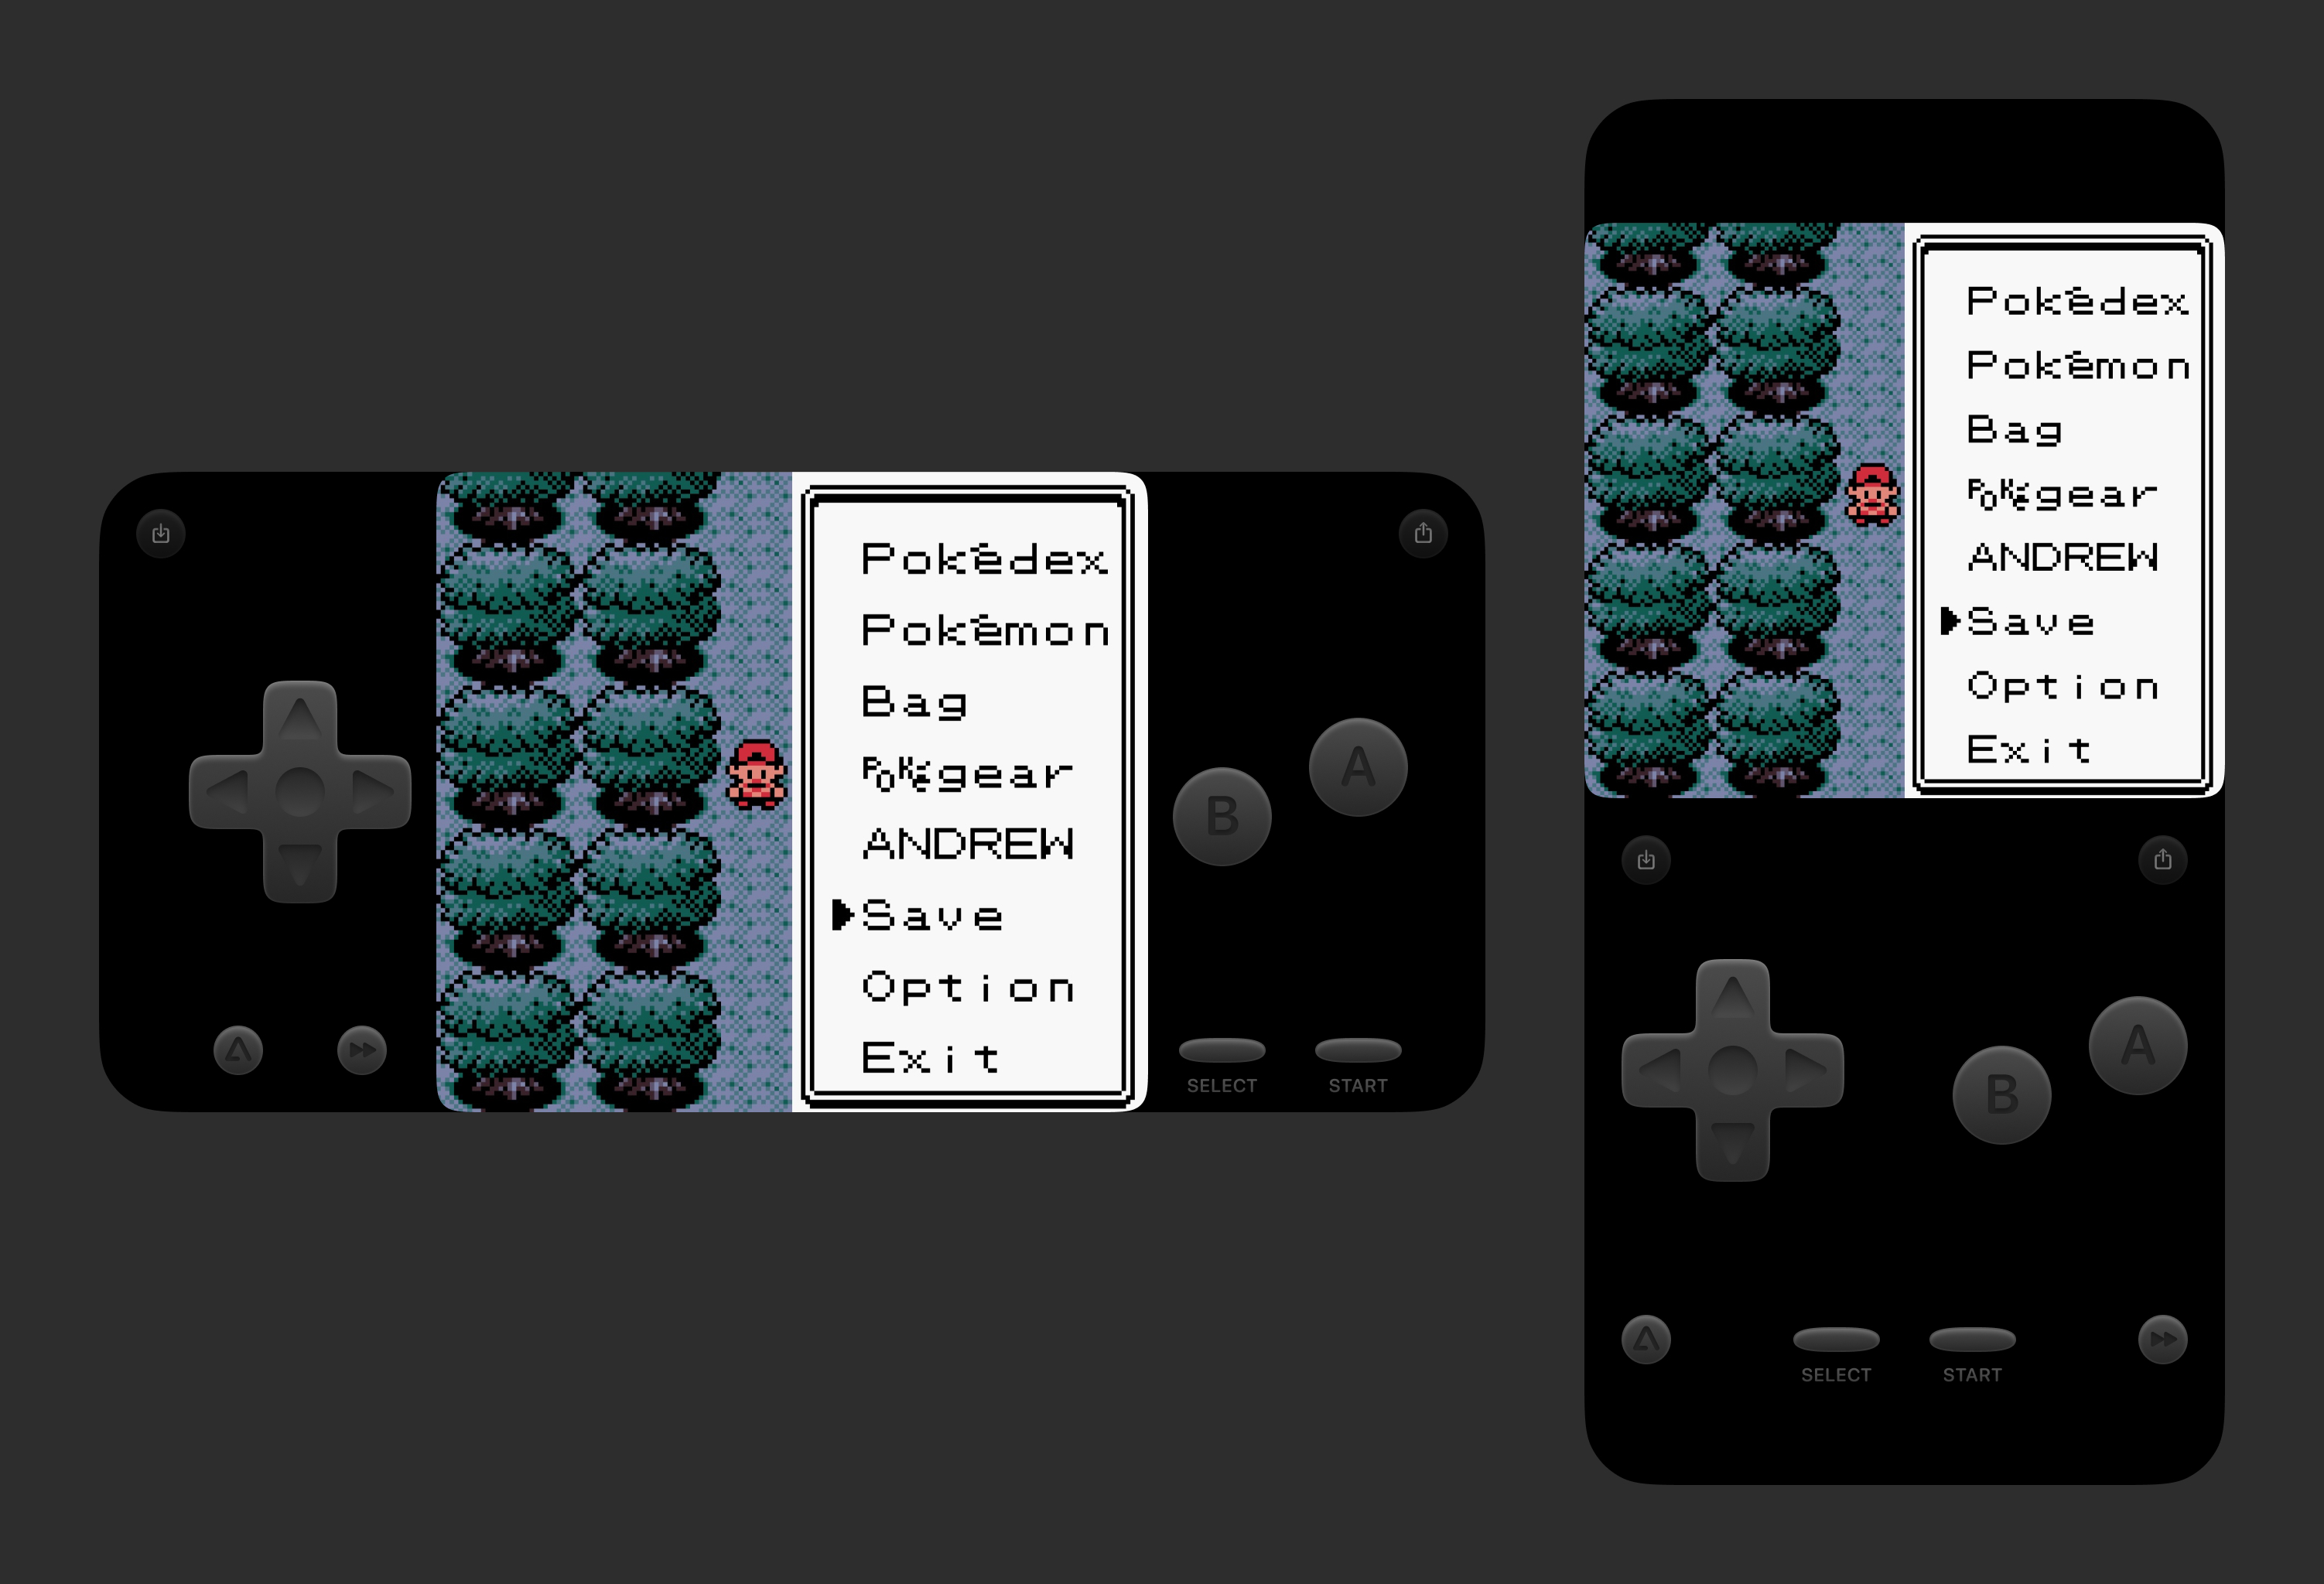 Pokédex
Pokémon
Bag
Pokégear
ANDREW
Save
Option
Exit
B
A
SELECT
START
Pokédex
Pokémon
Bag
Pokégear
ANDREW
Save
Option
Exit
B
A
SELECT
START